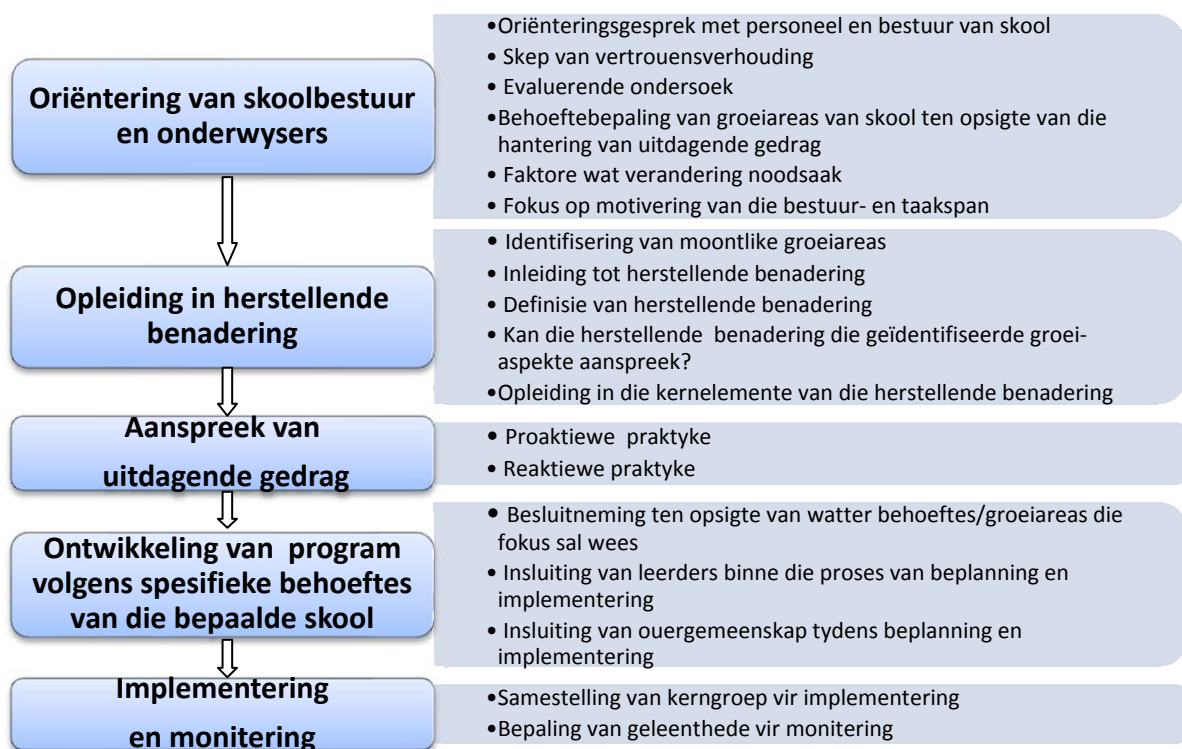 Oriëntering van skoolbestuur
en onderwysers
•Oriënteringsgesprek met personeel en bestuur van skool
• Skep van vertrouensverhouding
• Evaluerende ondersoek
•Behoeftebepaling van groeiareas van skool ten opsigte van die
hantering van uitdagende gedrag
• Faktore wat verandering noodsaak
• Fokus op motivering van die bestuur- en taakspan
Opleiding in herstellende
benadering
• Identifisering van moontlike groeiareas
• Inleiding tot herstellende benadering
• Definisie van herstellende benadering
• Kan die herstellende benadering die geïdentifiseerde groei-
aspekte aanspreek?
•Opleiding in die kernelemente van die herstellende benadering
Aanspreek van
uitdagende gedrag
• Proaktiewe praktyke
• Reaktiewe praktyke
Ontwikkeling van program
volgens spesifieke behoeftes
van die bepaalde skool
• Besluitneming ten opsigte van watter behoeftes/groeiareas die
fokus sal wees
• Insluiting van leerders binne die proses van beplanning en
implementering
• Insluiting van ouergemeenskap tydens beplanning en
implementering
Implementering
en monitering
•Samestelling van kerngroep vir implementering
•Bepaling van geleenthede vir monitering